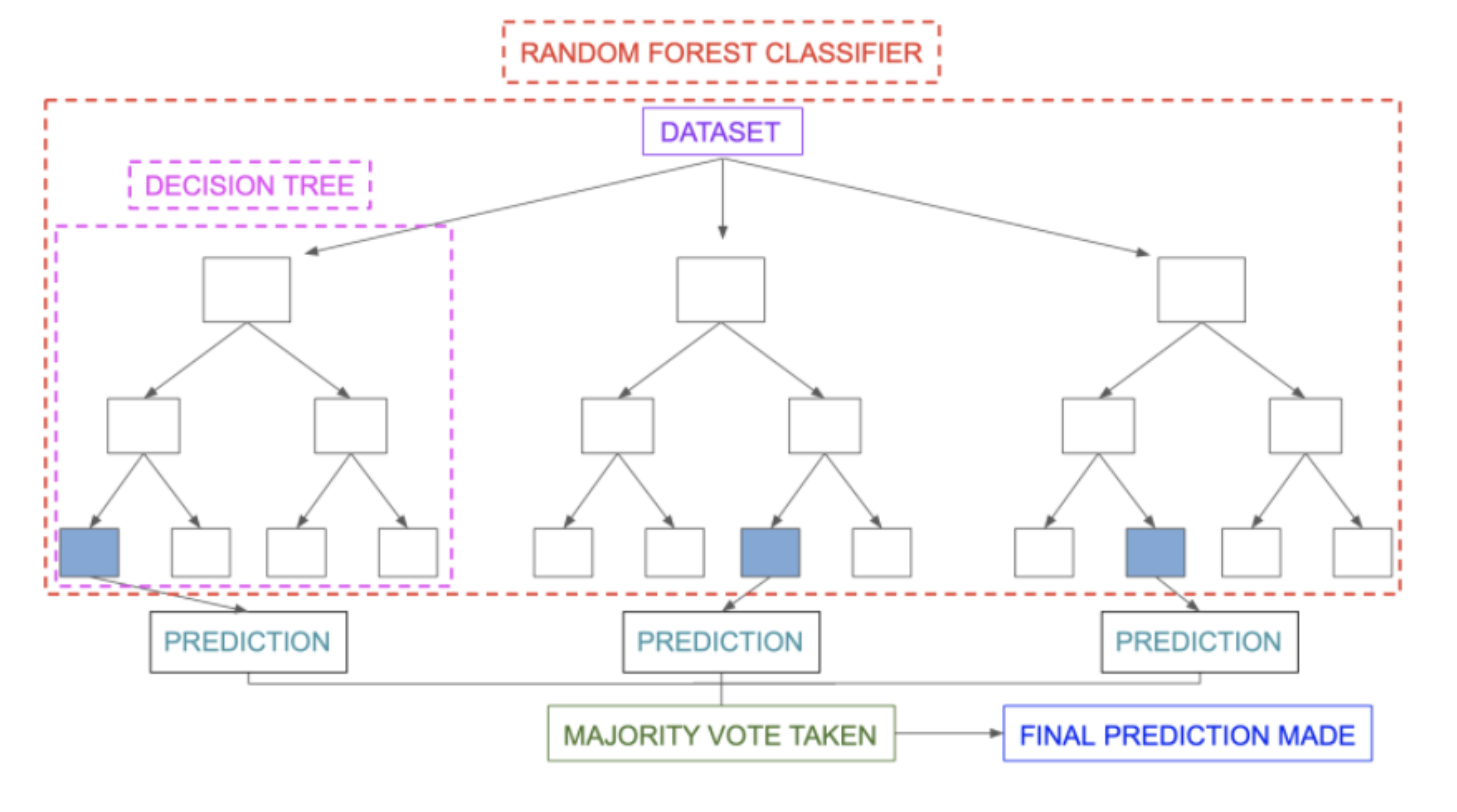 RANDOM FOREST CLASSIFIER
DATASET
DECISION TREE
PREDICTION
PREDICTION
PREDICTION
MAJORITY VOTE TAKEN
FINAL PREDICTION MADE